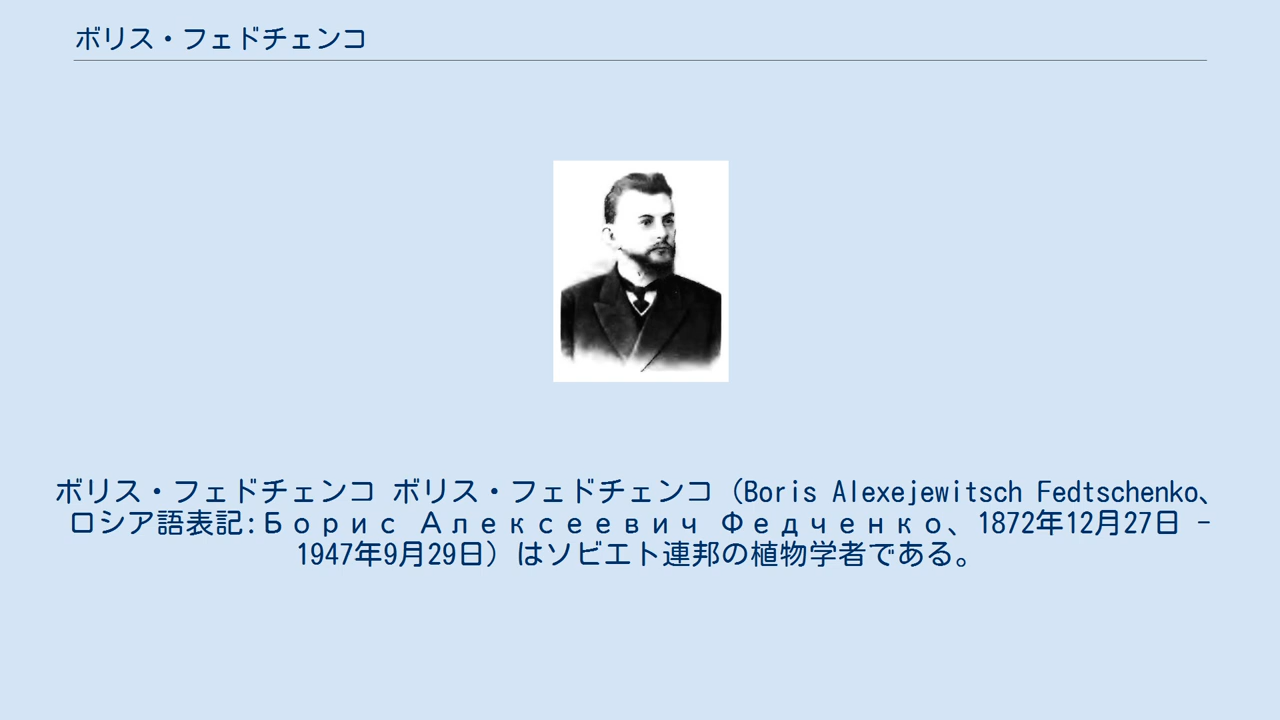 ボリス・フェドチェンコ
ボリス・フェドチェンコ ボリス・フェドチェンコ（Boris Alexejewitsch Fedtschenko、
ロシア語表記:Борис Алексеевич Федченко、1872年12月27日 -
1947年9月29日）はソビエト連邦の植物学者である。